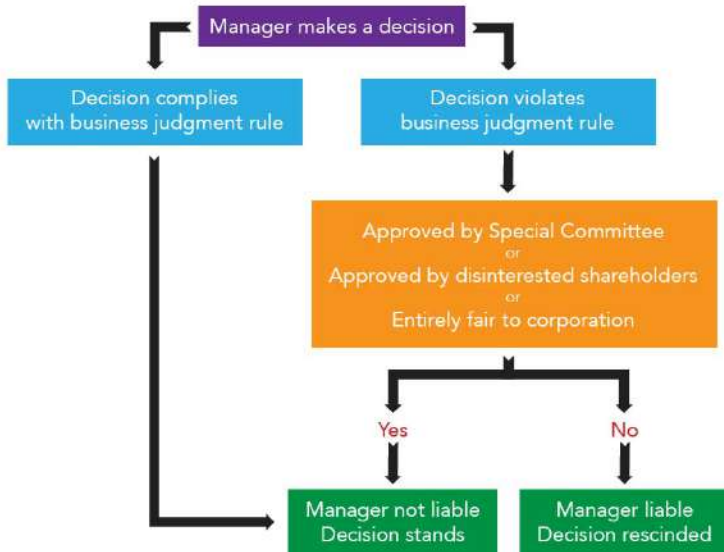 Manager makes a decision
Decision complies
with business judgment rule
Decision violates
business judgment rule
Approved by Special Committee
or
Approved by disinterested shareholders
or
Entirely fair to corporation
Yes
No
Manager not liable
Decision stands
Manager liable
Decision rescinded